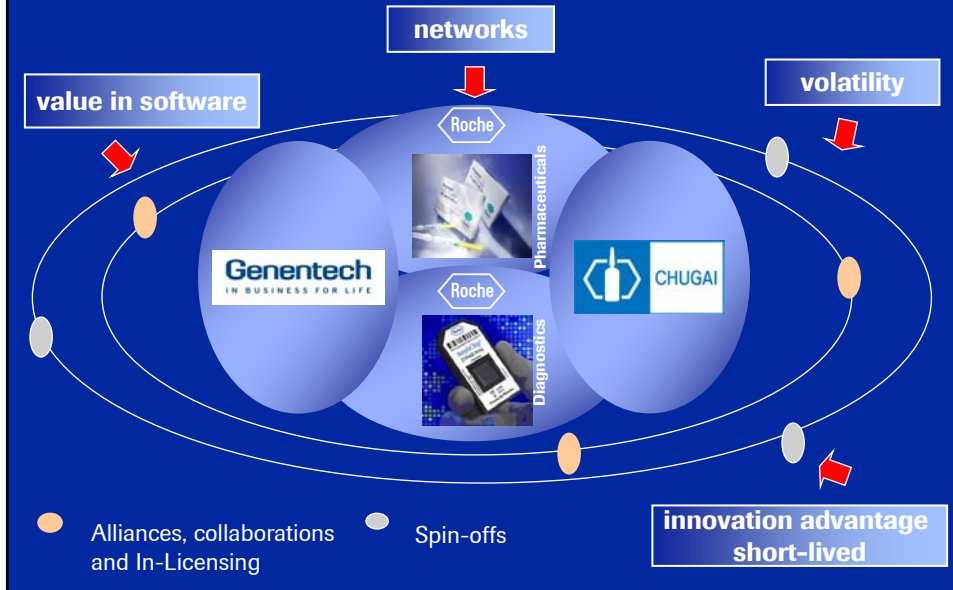 networks
value in software
volatility
Roche
Pharmaceuticals
Genentech
IN BUSINESS FOR LIFE
CHUGAI
Roche
Diagnostics
innovation advantage
short-lived
Alliances, collaborations
and In-Licensing
Spin-offs